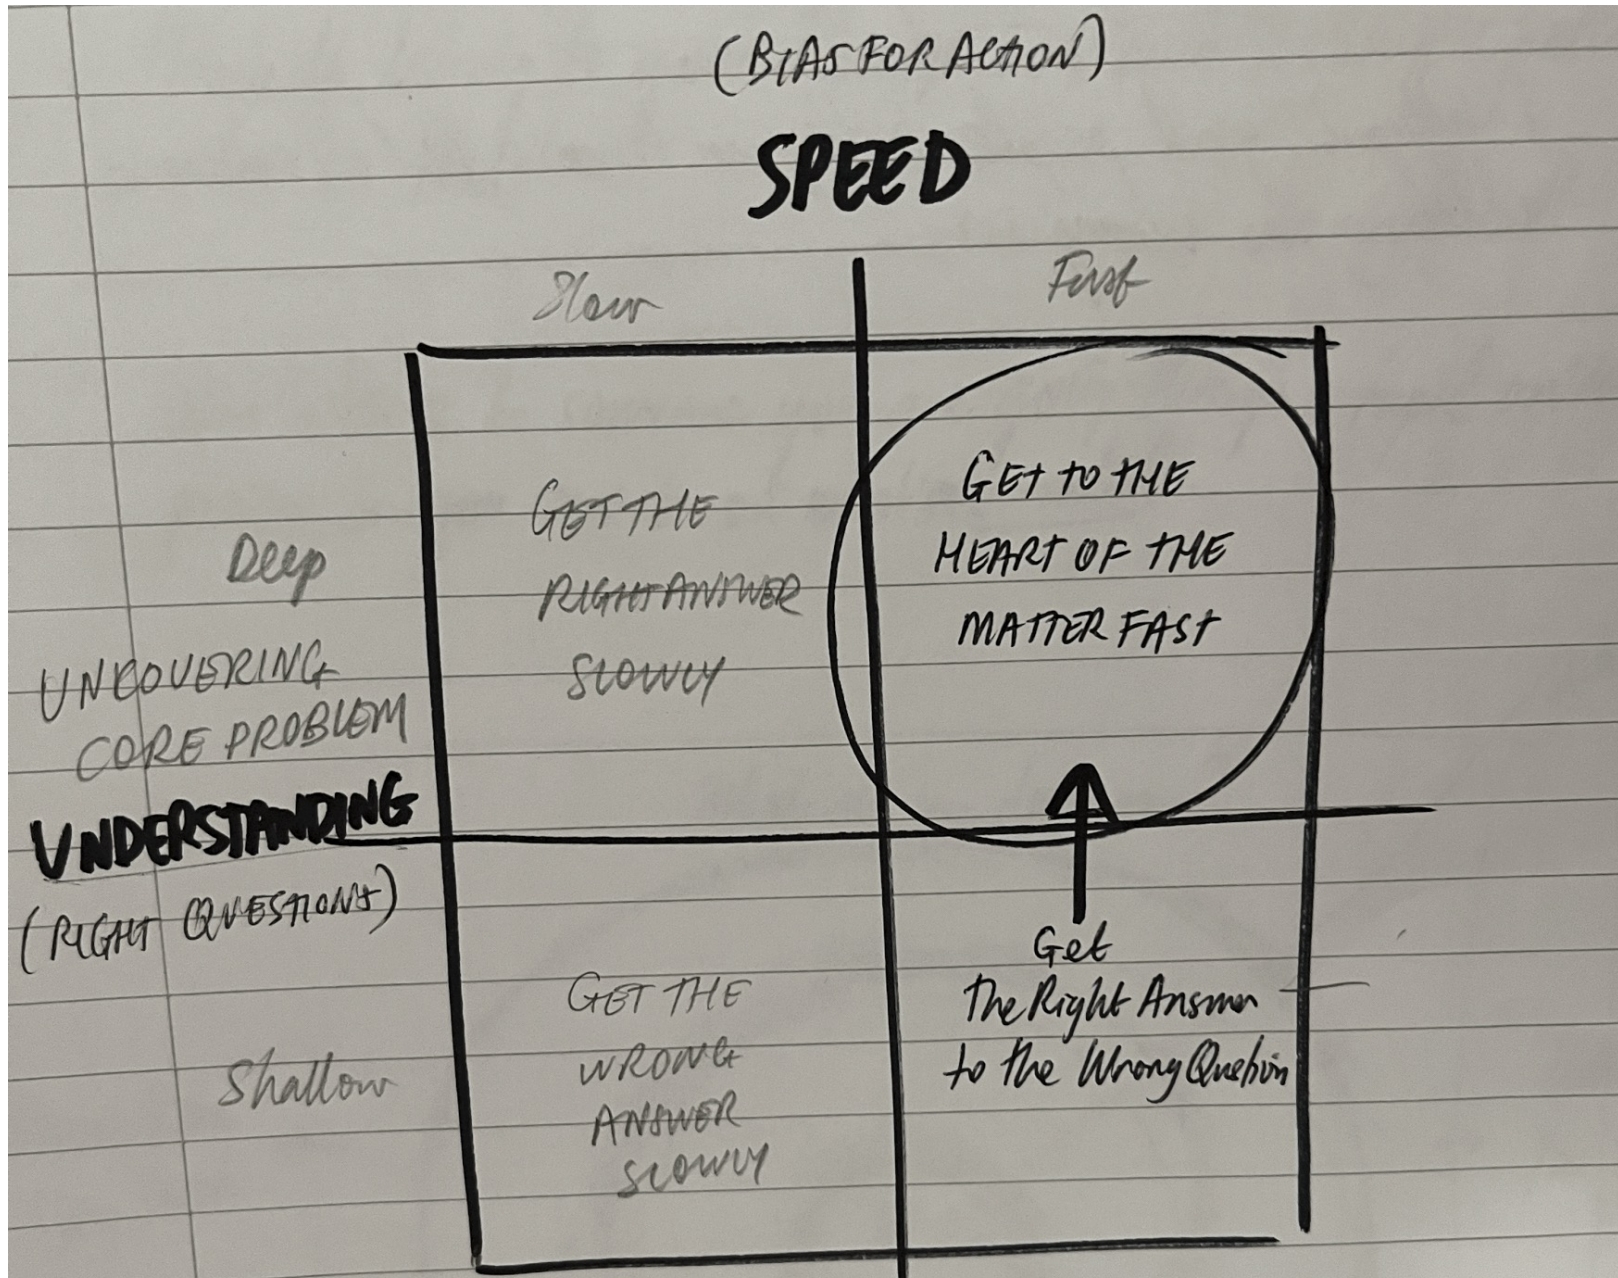 (BIAS FOR ACTION)
SPEED
Slow
Fast
Deep
UNCOVERING
CORE PROBLEM
UNDERSTANDING
(RIGHT QUESTIONS)
GET THE
RIGHT ANSWER
SLOWLY
GET TO THE
HEART OF THE
MATTER FAST
Shallow
GET THE
WRONG
ANSWER
SLOWLY
Get
The Right Answer
to the Wrong Question